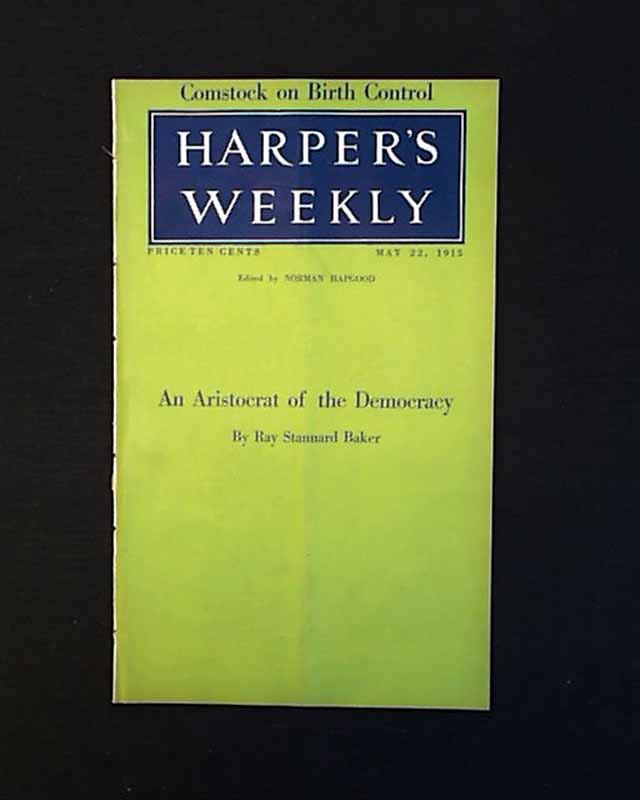 Comstock on Birth Control
HARPER'S
WEEKLY
PRICE TEN CENTS MAY 22, 1915
Edited by NORMAN HAPGOOD
An Aristocrat of the Democracy
By Ray Stannard Baker